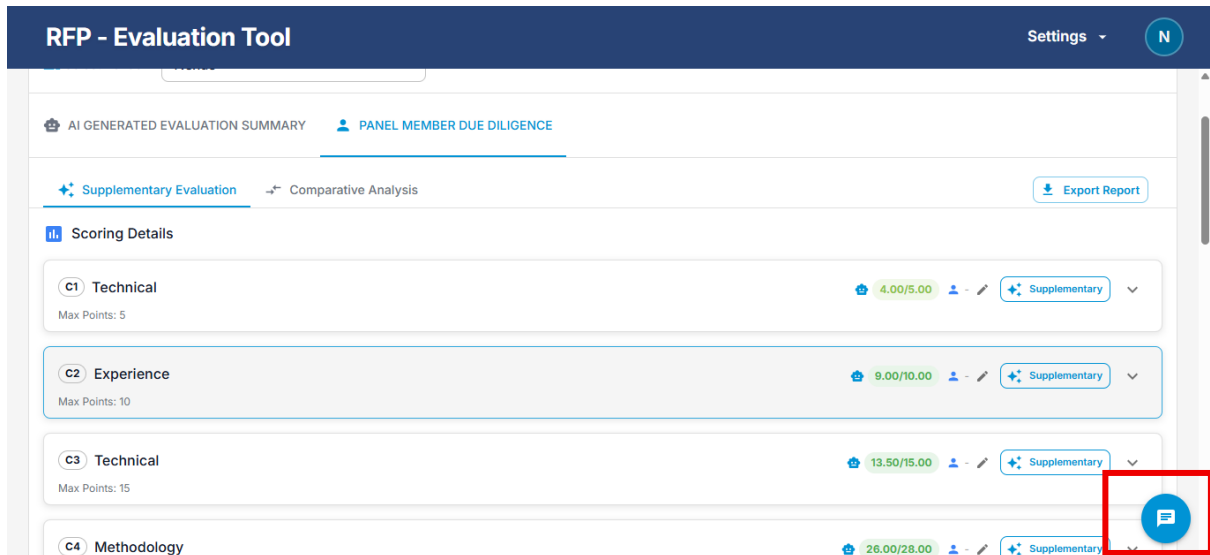 RFP - Evaluation Tool
Settings
N
AI GENERATED EVALUATION SUMMARY
PANEL MEMBER DUE DILIGENCE
Supplementary Evaluation
Comparative Analysis
Export Report
Scoring Details
C1 Technical
4.00/5.00 - Supplementary
Max Points: 5
C2 Experience
9.00/10.00 - Supplementary
Max Points: 10
C3 Technical
13.50/15.00 - Supplementary
Max Points: 15
C4 Methodology
26.00/28.00 - Supplementary